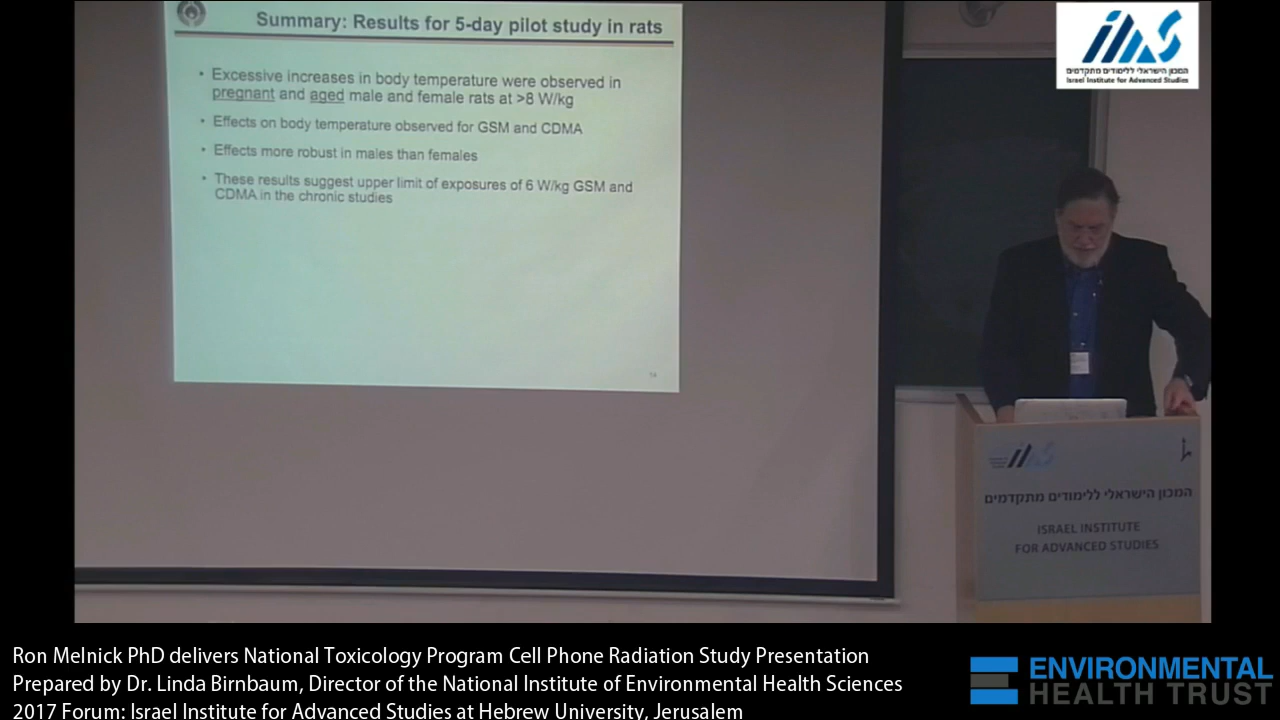 Summary: Results for 5-day pilot study in rats
• Excessive increases in body temperature were observed in
pregnant and aged male and female rats at >8 W/kg
• Effects on body temperature observed for GSM and CDMA
• Effects more robust in males than females
• These results suggest upper limit of exposures of 6 W/kg GSM and
CDMA in the chronic studies
המכון הישראלי ללימודים מתקדמים
Israel Institute for Advanced Studies
המכון הישראלי ללימודים מתקדמים
ISRAEL INSTITUTE
FOR ADVANCED STUDIES
Ron Melnick PhD delivers National Toxicology Program Cell Phone Radiation Study Presentation
Prepared by Dr. Linda Birnbaum, Director of the National Institute of Environmental Health Sciences
2017 Forum: Israel Institute for Advanced Studies at Hebrew University, Jerusalem
ENVIRONMENTAL
HEALTH TRUST